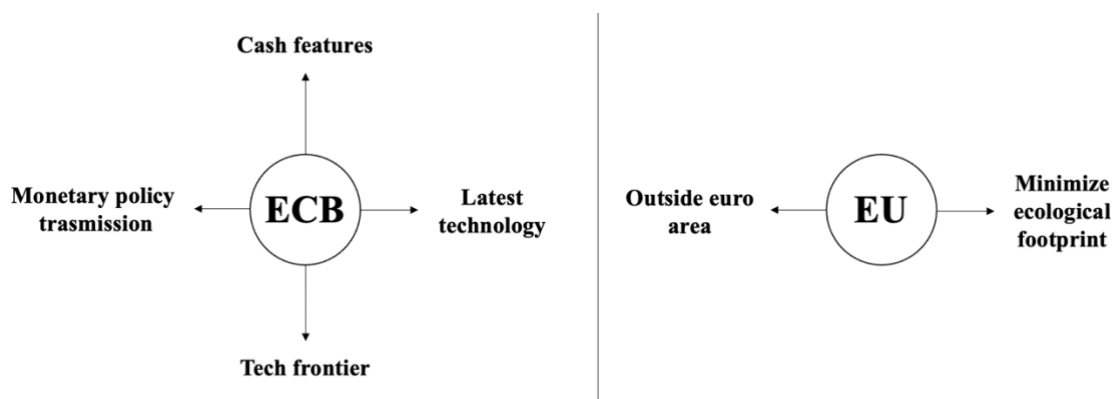 Cash features
Monetary policy
trasmission
ECB
Latest
technology
Tech frontier
Outside euro
area
EU
Minimize
ecological
footprint